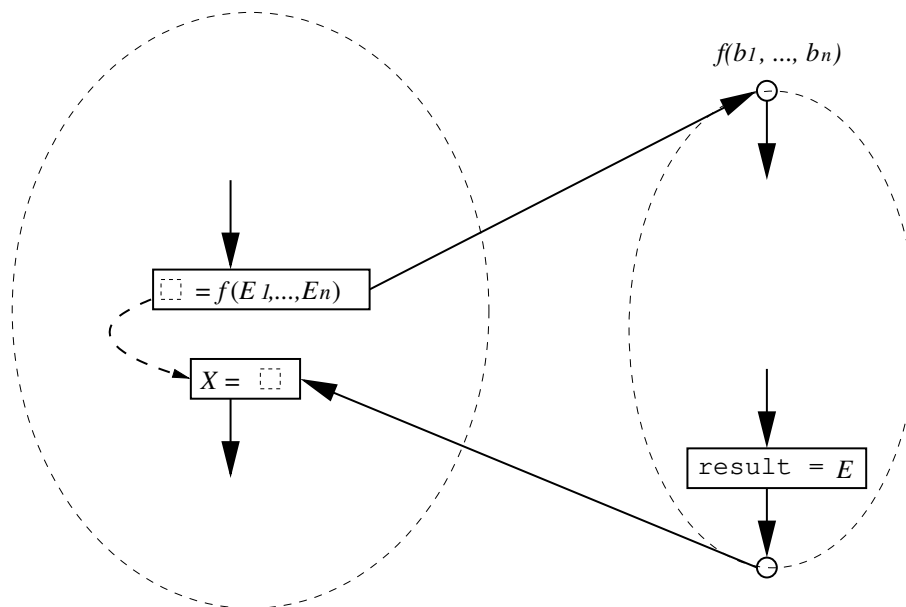 f(b1, ..., bn)
= f(E1,...,En)
X =
result = E